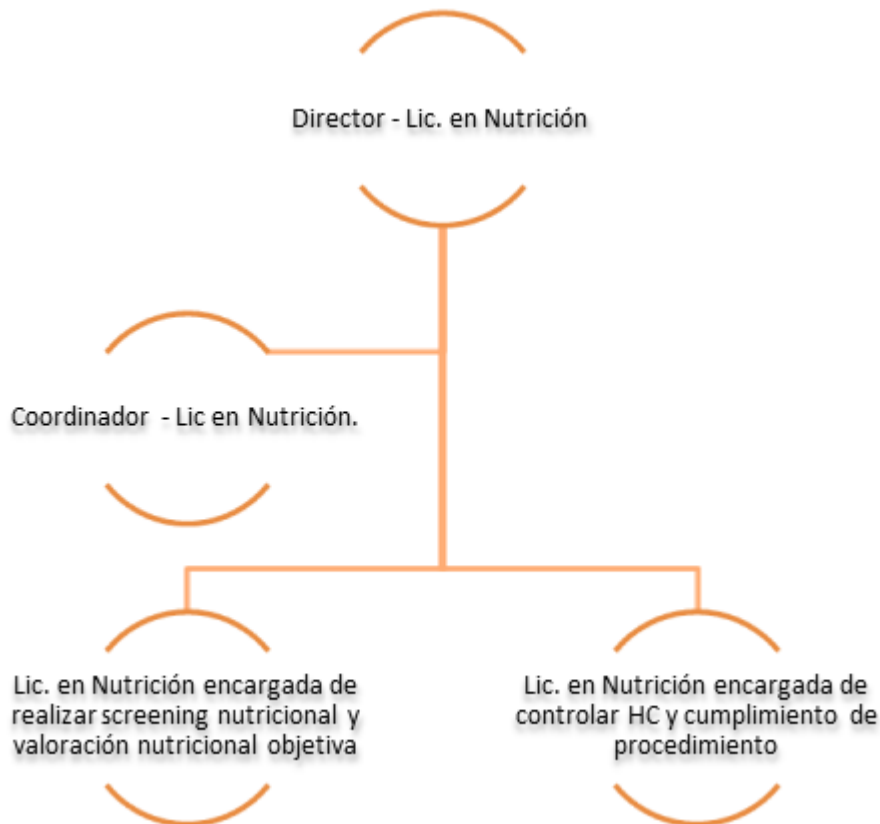 Director - Lic. en Nutrición
Coordinador - Lic en Nutrición.
Lic. en Nutrición encargada de
realizar screening nutricional y
valoración nutricional objetiva
Lic. en Nutrición encargada de
controlar HC y cumplimiento de
procedimiento